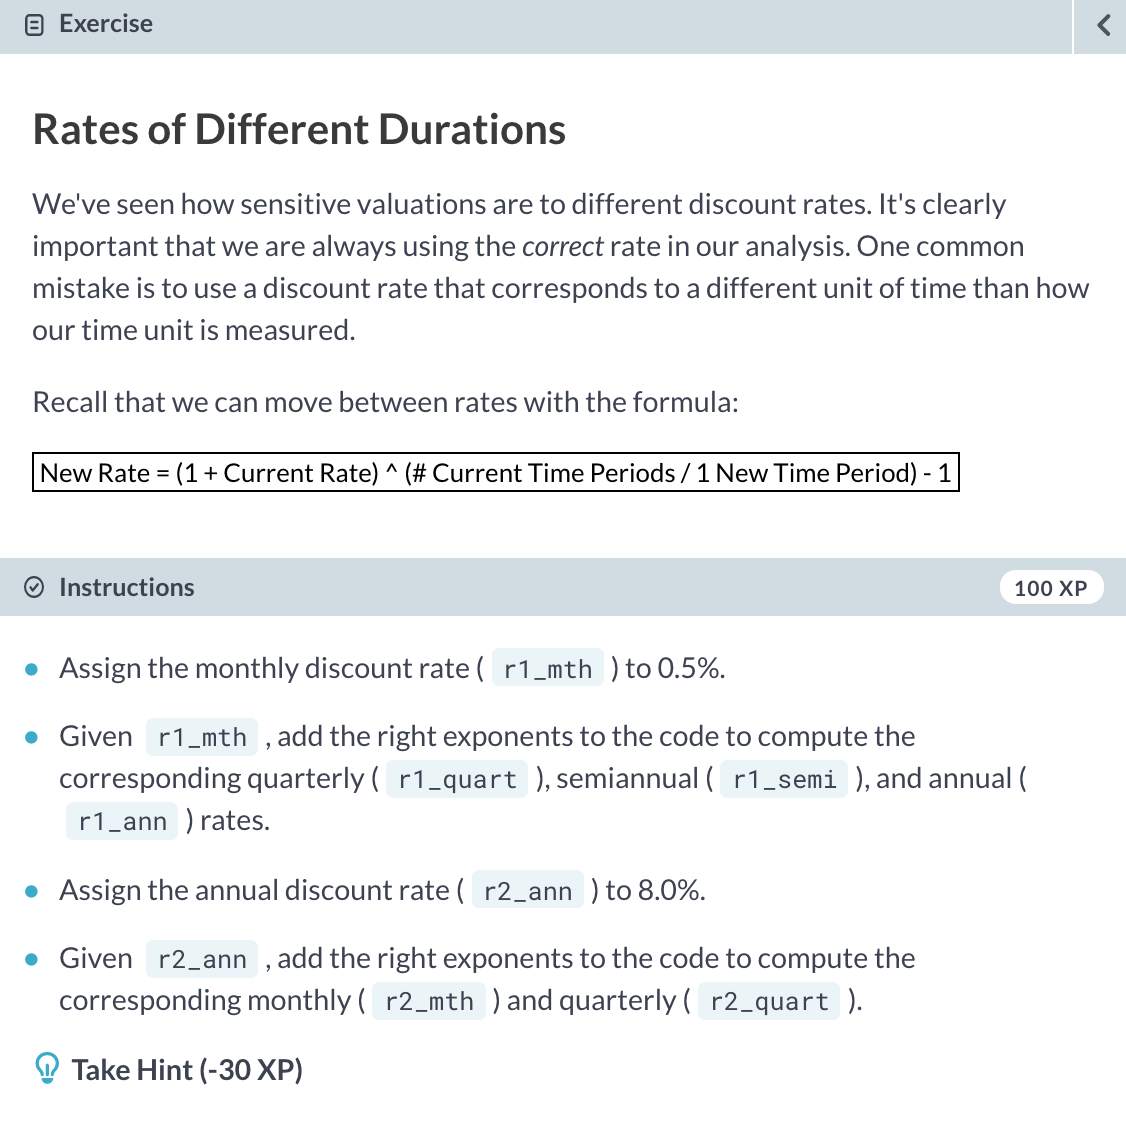 Exercise
Rates of Different Durations
We've seen how sensitive valuations are to different discount rates. It's clearly
important that we are always using the correct rate in our analysis. One common
mistake is to use a discount rate that corresponds to a different unit of time than how
our time unit is measured.
Recall that we can move between rates with the formula:
New Rate = (1 + Current Rate) ^ (# Current Time Periods / 1 New Time Period) - 1
Instructions
100 XP
Assign the monthly discount rate ( r1_mth ) to 0.5%.
Given r1_mth , add the right exponents to the code to compute the
corresponding quarterly ( r1_quart ), semiannual ( r1_semi ), and annual (
r1_ann ) rates.
Assign the annual discount rate ( r2_ann ) to 8.0%.
Given r2_ann , add the right exponents to the code to compute the
corresponding monthly ( r2_mth ) and quarterly ( r2_quart ).
Take Hint (-30 XP)